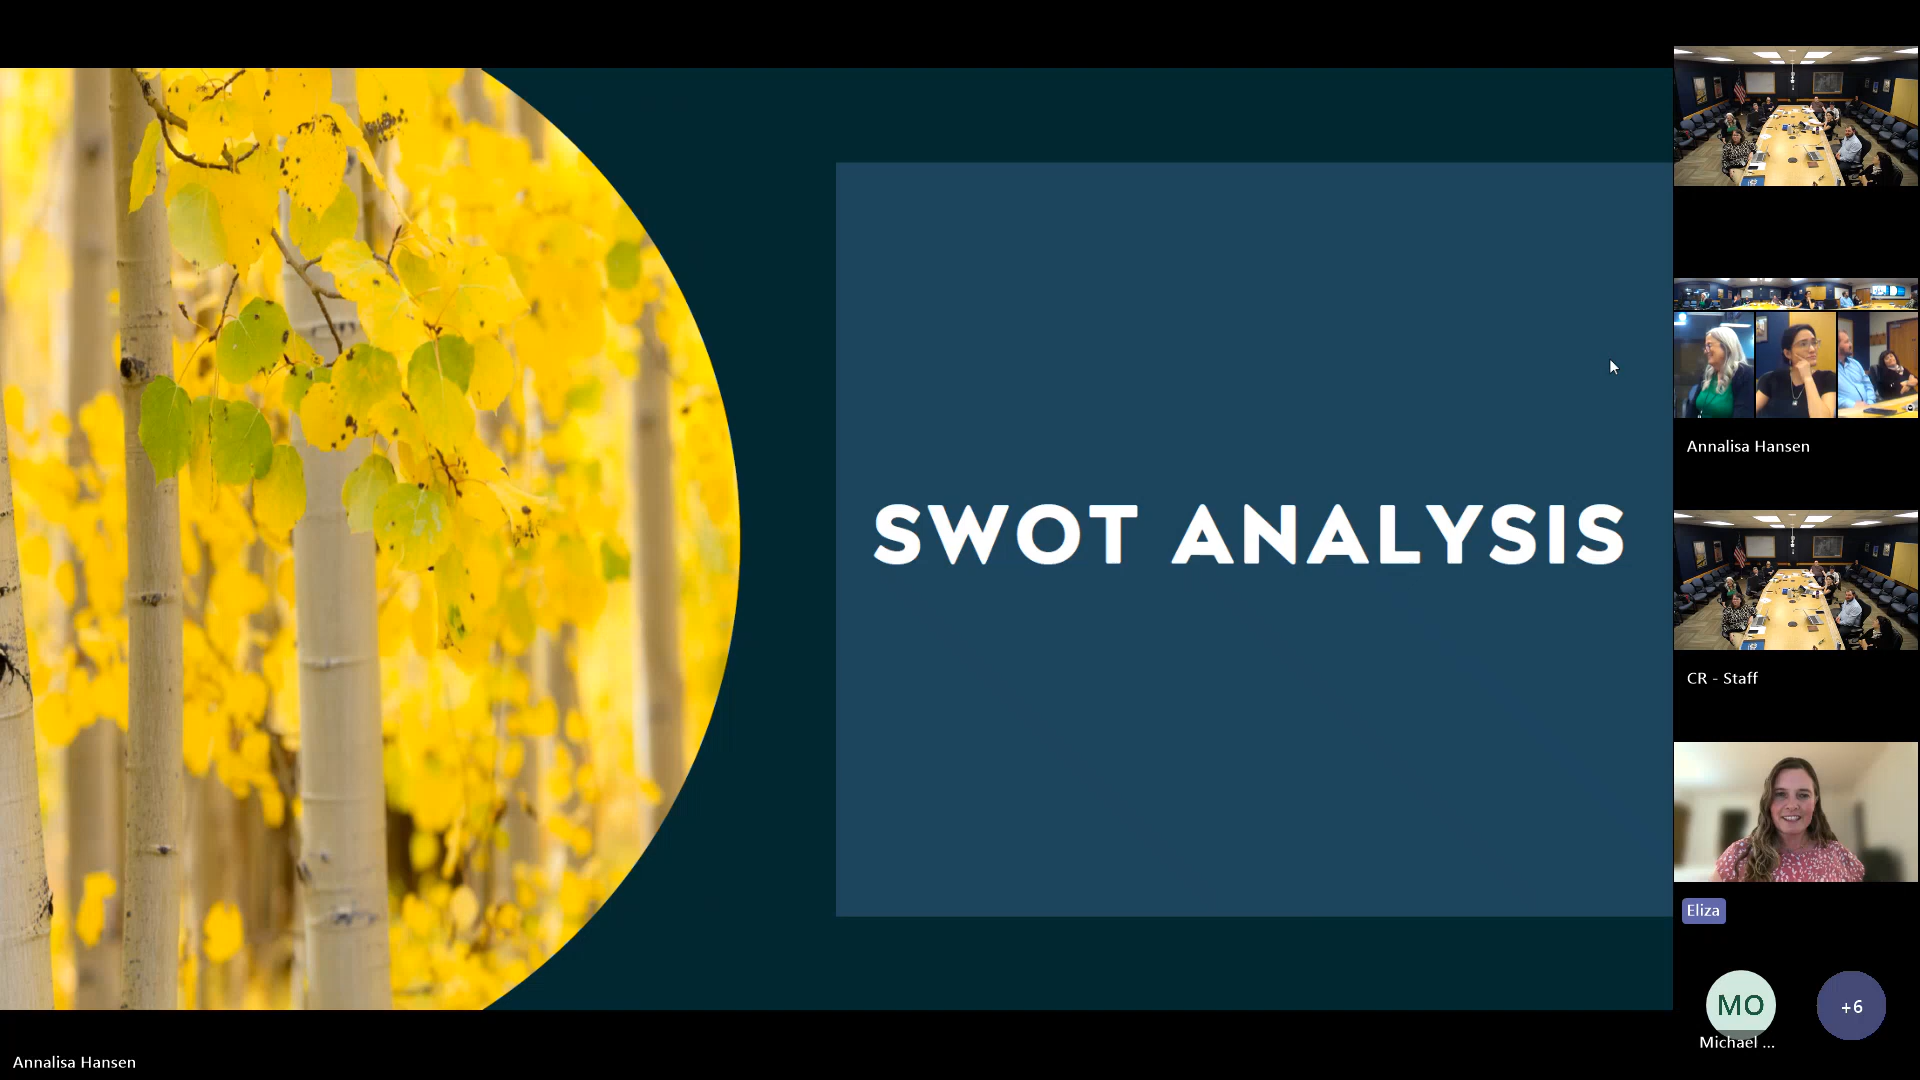 SWOT ANALYSIS
Annalisa Hansen
CR - Staff
Eliza
MO
+6
Michael ...
Annalisa Hansen